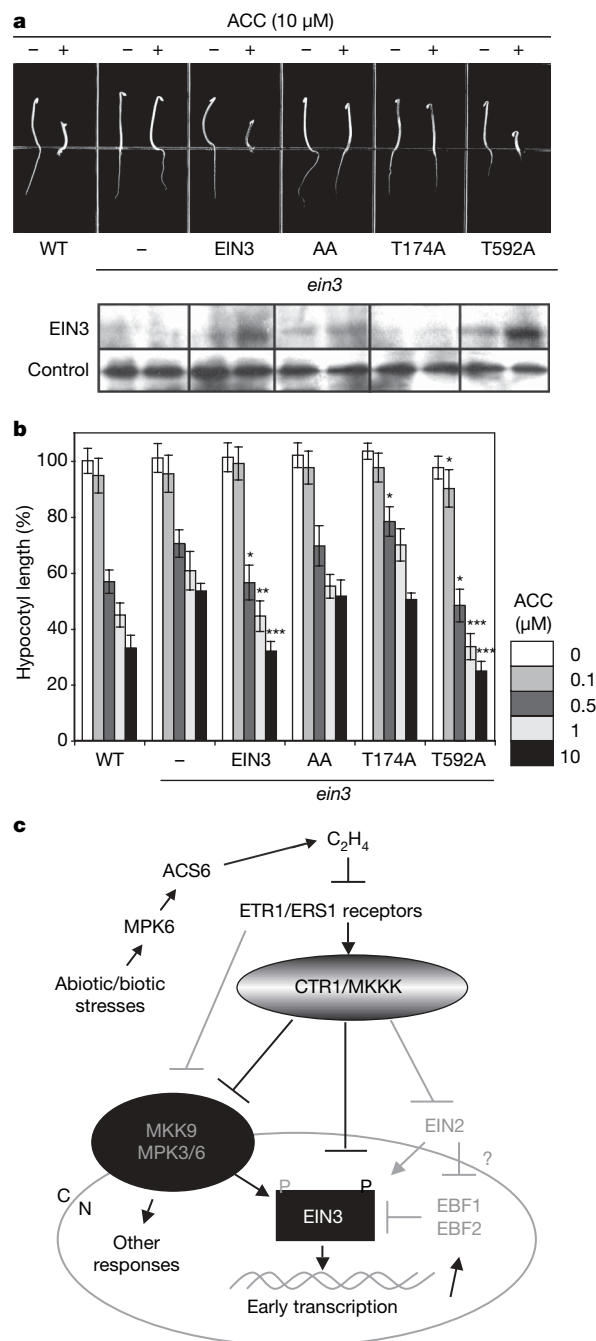 a
ACC (10 μM)
– + – + – + – + – + – +
WT – EIN3 AA T174A T592A
ein3
EIN3
Control
b
Hypocotyl length (%)
100
80
60
40
20
0
* ** ***
*
* * *** ***
WT – EIN3 AA T174A T592A
ein3
ACC
(μM)
0
0.1
0.5
1
10
c
C2H4
ACS6
ETR1/ERS1 receptors
MPK6
Abiotic/biotic
stresses
CTR1/MKKK
MKK9
MPK3/6
EIN2
?
C
N
P P
EIN3
EBF1
EBF2
Other
responses
Early transcription